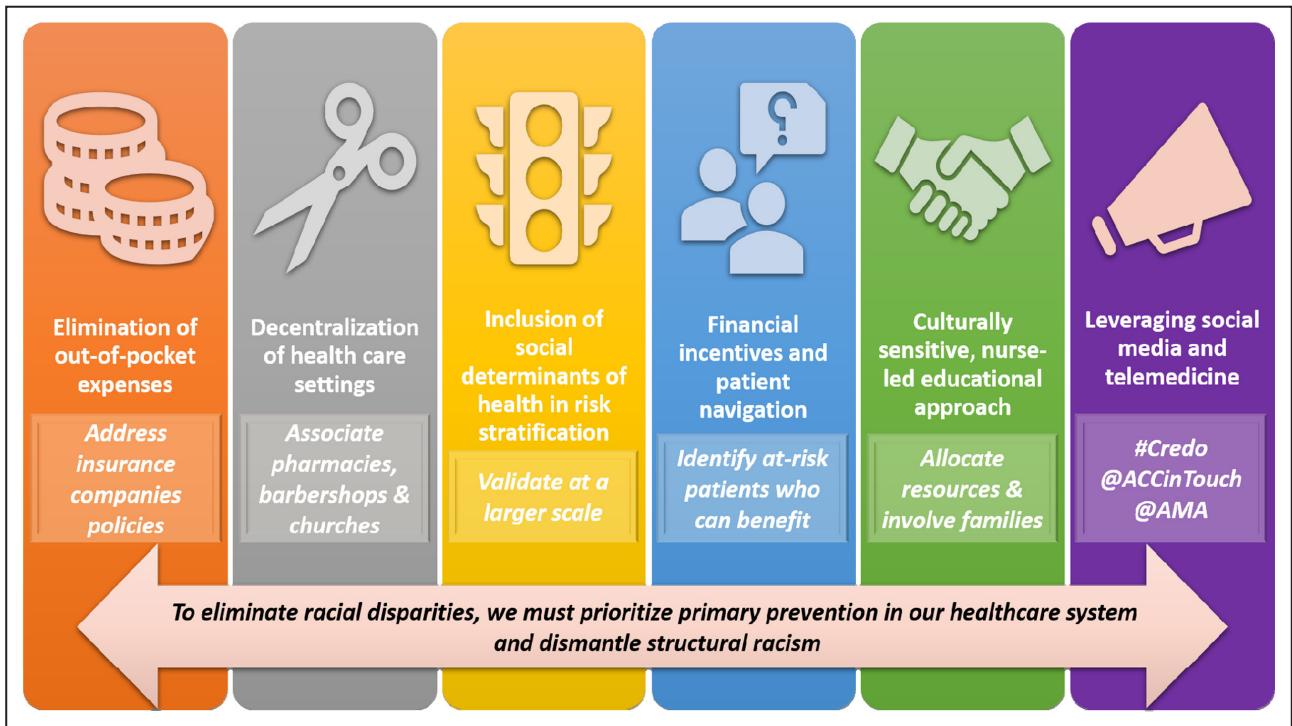 Elimination of
out-of-pocket
expenses
Address
insurance
companies
policies
Decentralization
of health care
settings
Associate
pharmacies,
barbershops &
churches
Inclusion of
social
determinants of
health in risk
stratification
Validate at a
larger scale
?
Financial
incentives and
patient
navigation
Identify at-risk
patients who
can benefit
Culturally
sensitive, nurse-
led educational
approach
Allocate
resources &
involve families
Leveraging social
media and
telemedicine
#Credo
@ACCinTouch
@AMA
To eliminate racial disparities, we must prioritize primary prevention in our healthcare system
and dismantle structural racism